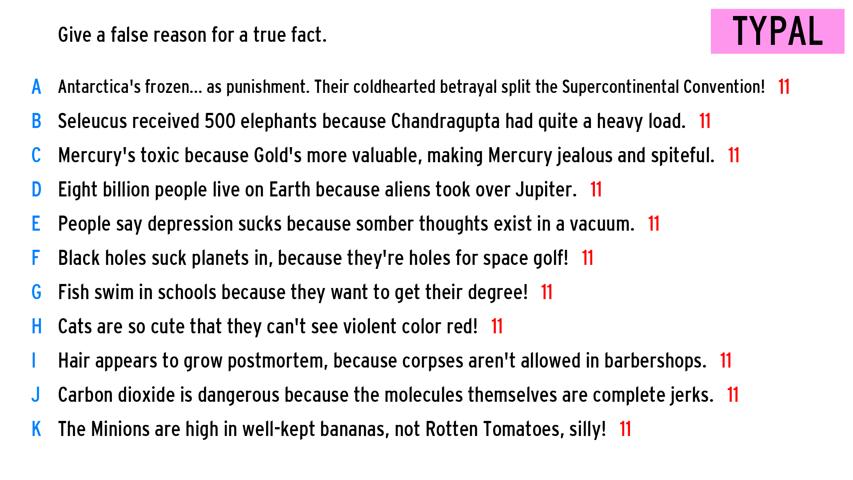 Give a false reason for a true fact.
TYPAL
A Antarctica's frozen... as punishment. Their coldhearted betrayal split the Supercontinental Convention! 11
B Seleucus received 500 elephants because Chandragupta had quite a heavy load. 11
C Mercury's toxic because Gold's more valuable, making Mercury jealous and spiteful. 11
D Eight billion people live on Earth because aliens took over Jupiter. 11
E People say depression sucks because somber thoughts exist in a vacuum. 11
F Black holes suck planets in, because they're holes for space golf! 11
G Fish swim in schools because they want to get their degree! 11
H Cats are so cute that they can't see violent color red! 11
I Hair appears to grow postmortem, because corpses aren't allowed in barbershops. 11
J Carbon dioxide is dangerous because the molecules themselves are complete jerks. 11
K The Minions are high in well-kept bananas, not Rotten Tomatoes, silly! 11